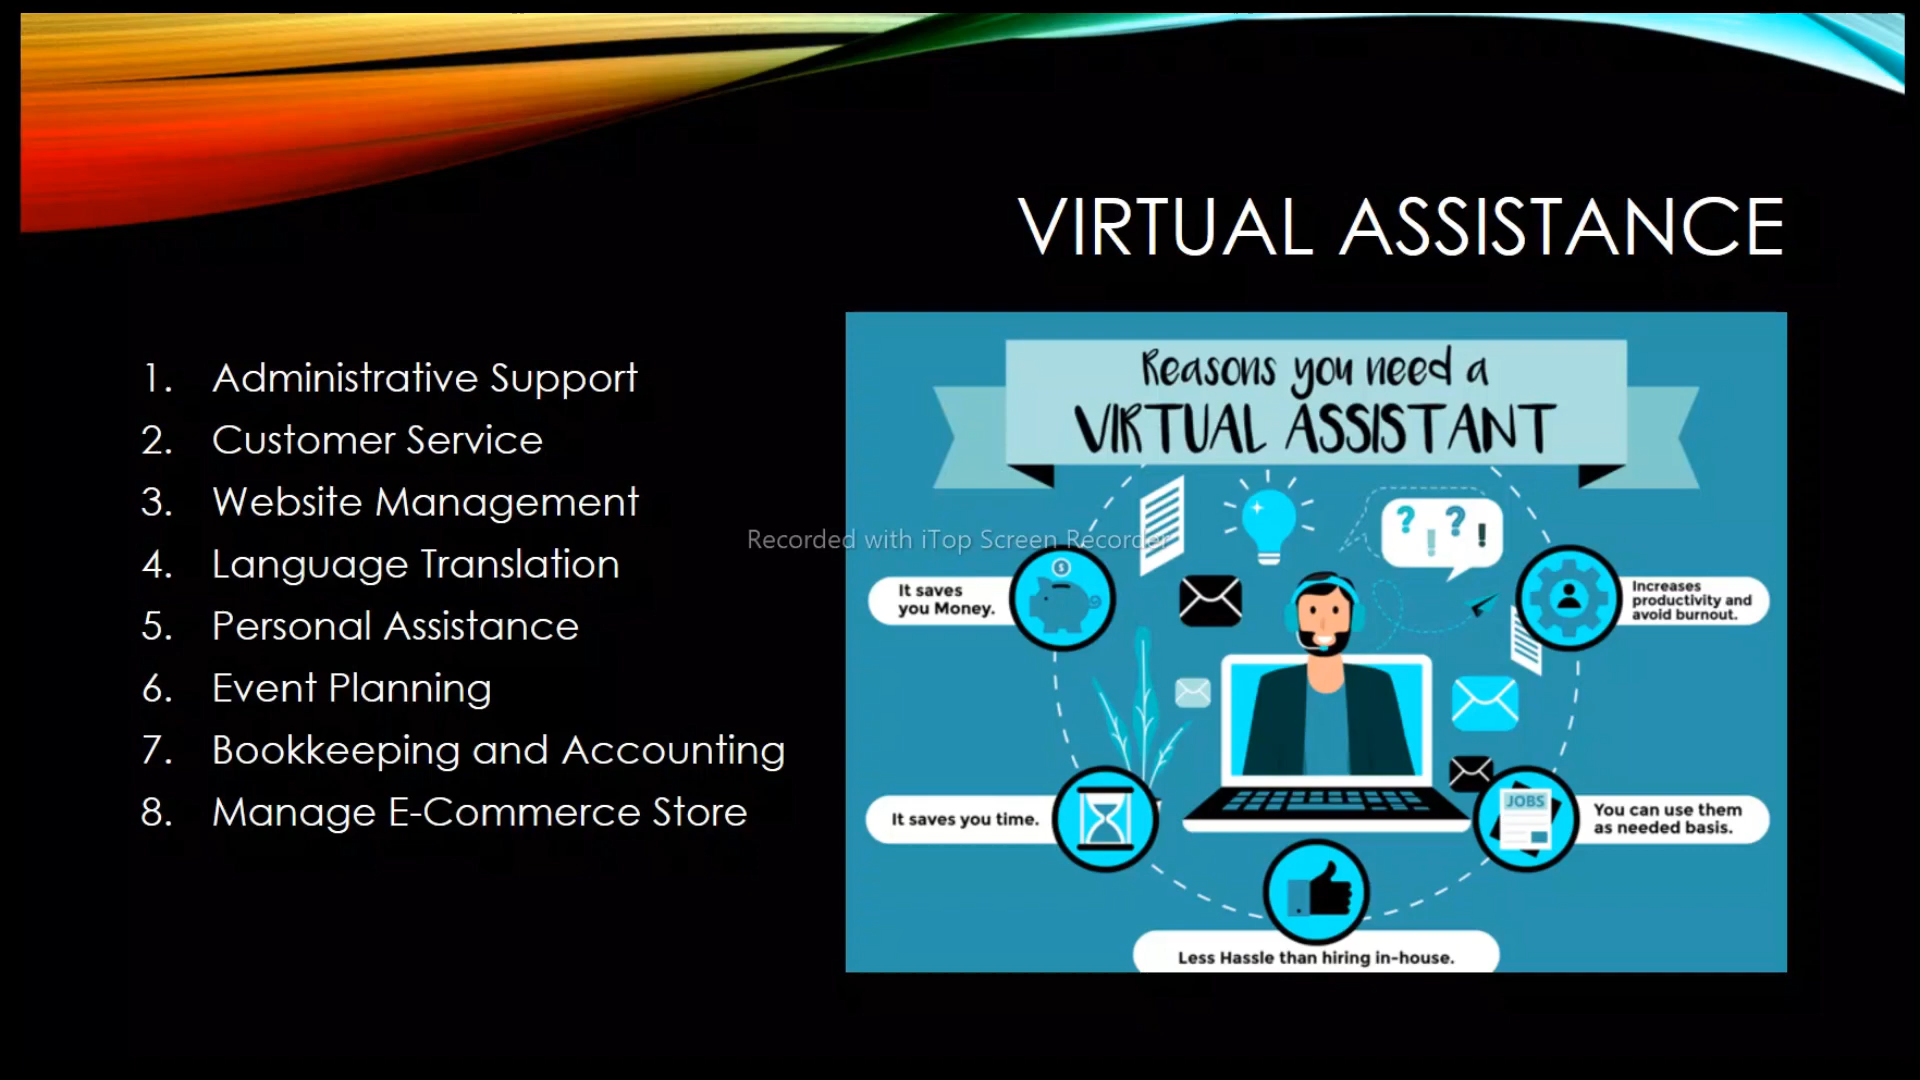 VIRTUAL ASSISTANCE
1. Administrative Support
2. Customer Service
3. Website Management
4. Language Translation
5. Personal Assistance
6. Event Planning
7. Bookkeeping and Accounting
8. Manage E-Commerce Store
Recorded with iTop Screen Recorder
Reasons you need a
VIRTUAL ASSISTANT
? ! ? !
$
It saves
you Money.
Increases
productivity and
avoid burnout.
It saves you time.
JOBS
You can use them
as needed basis.
Less Hassle than hiring in-house.